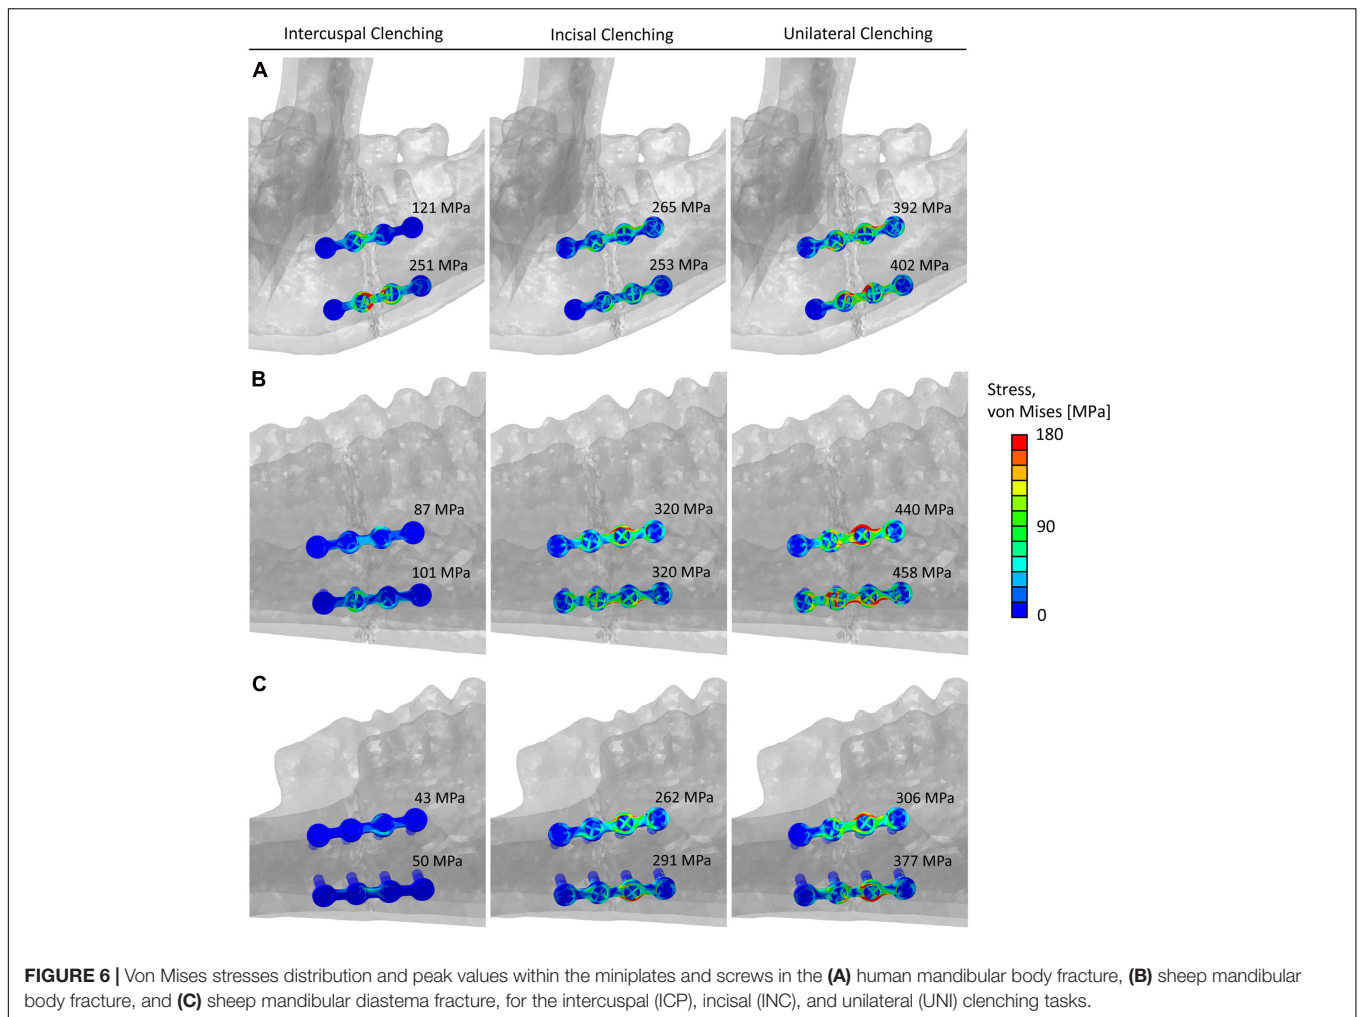 Intercuspal Clenching Incisal Clenching Unilateral Clenching
A
121 MPa 265 MPa 392 MPa
251 MPa 253 MPa 402 MPa
B
87 MPa 320 MPa 440 MPa
101 MPa 320 MPa 458 MPa
Stress,
von Mises [MPa]
180
90
0
C
43 MPa 262 MPa 306 MPa
50 MPa 291 MPa 377 MPa
FIGURE 6 | Von Mises stresses distribution and peak values within the miniplates and screws in the (A) human mandibular body fracture, (B) sheep mandibular
body fracture, and (C) sheep mandibular diastema fracture, for the intercuspal (ICP), incisal (INC), and unilateral (UNI) clenching tasks.